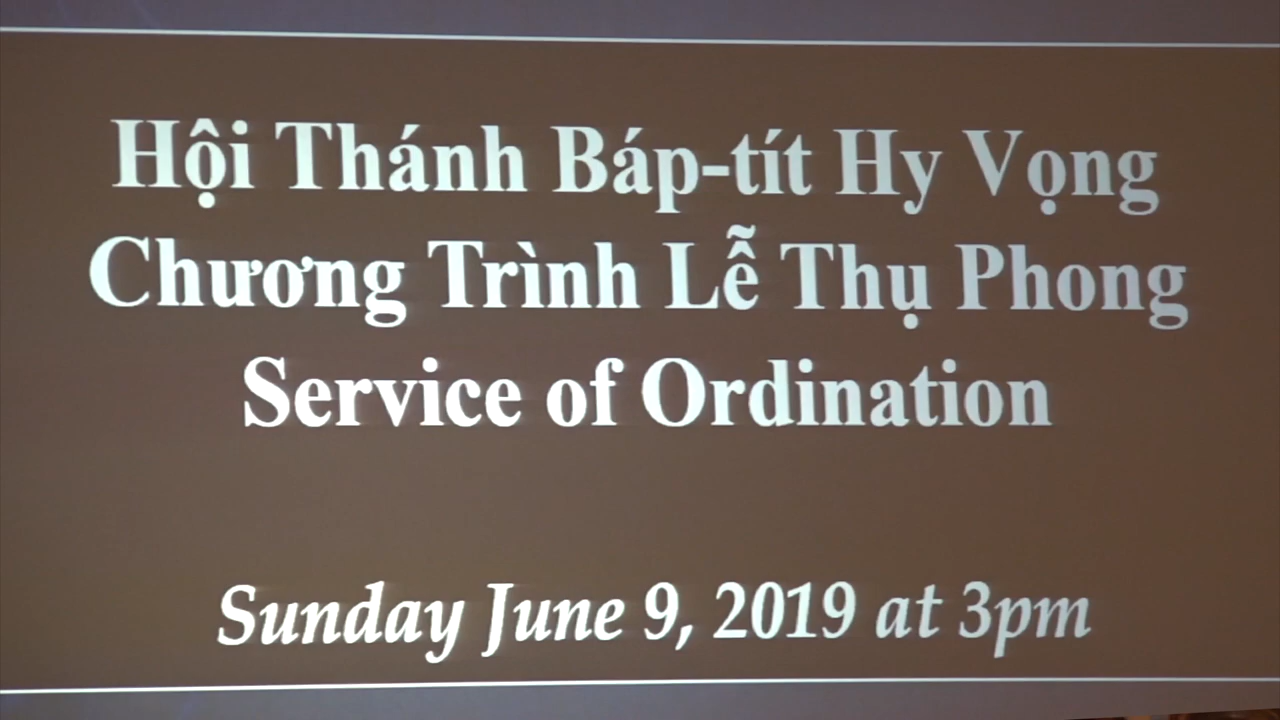 Hội Thánh Báp-tít Hy Vọng
Chương Trình Lễ Thụ Phong
Service of Ordination
Sunday June 9, 2019 at 3pm